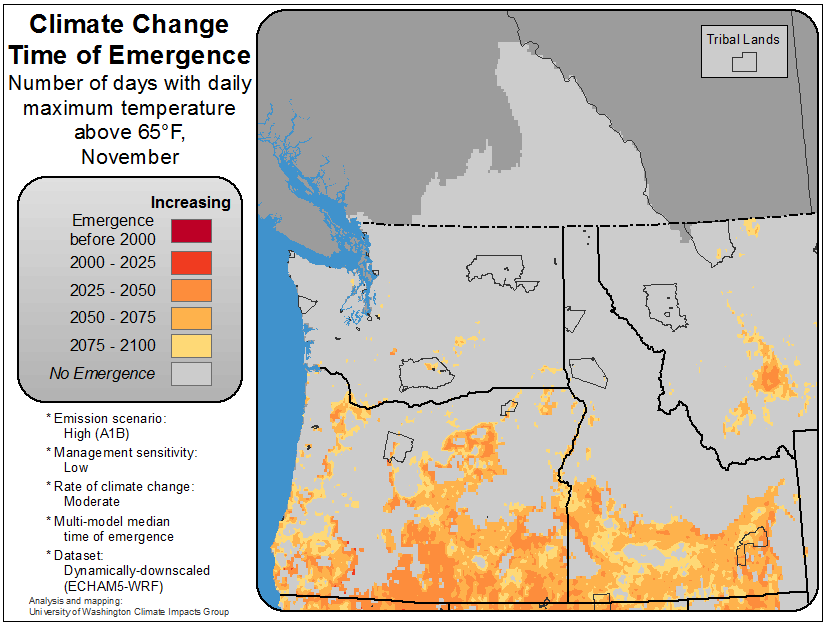 Climate Change
Time of Emergence
Number of days with daily
maximum temperature
above 65°F,
November
Tribal Lands
Increasing
Emergence
before 2000
2000 - 2025
2025 - 2050
2050 - 2075
2075 - 2100
No Emergence
* Emission scenario:
High (A1B)
* Management sensitivity:
Low
* Rate of climate change:
Moderate
* Multi-model median
time of emergence
* Dataset:
Dynamically-downscaled
(ECHAM5-WRF)
Analysis and mapping:
University of Washington Climate Impacts Group